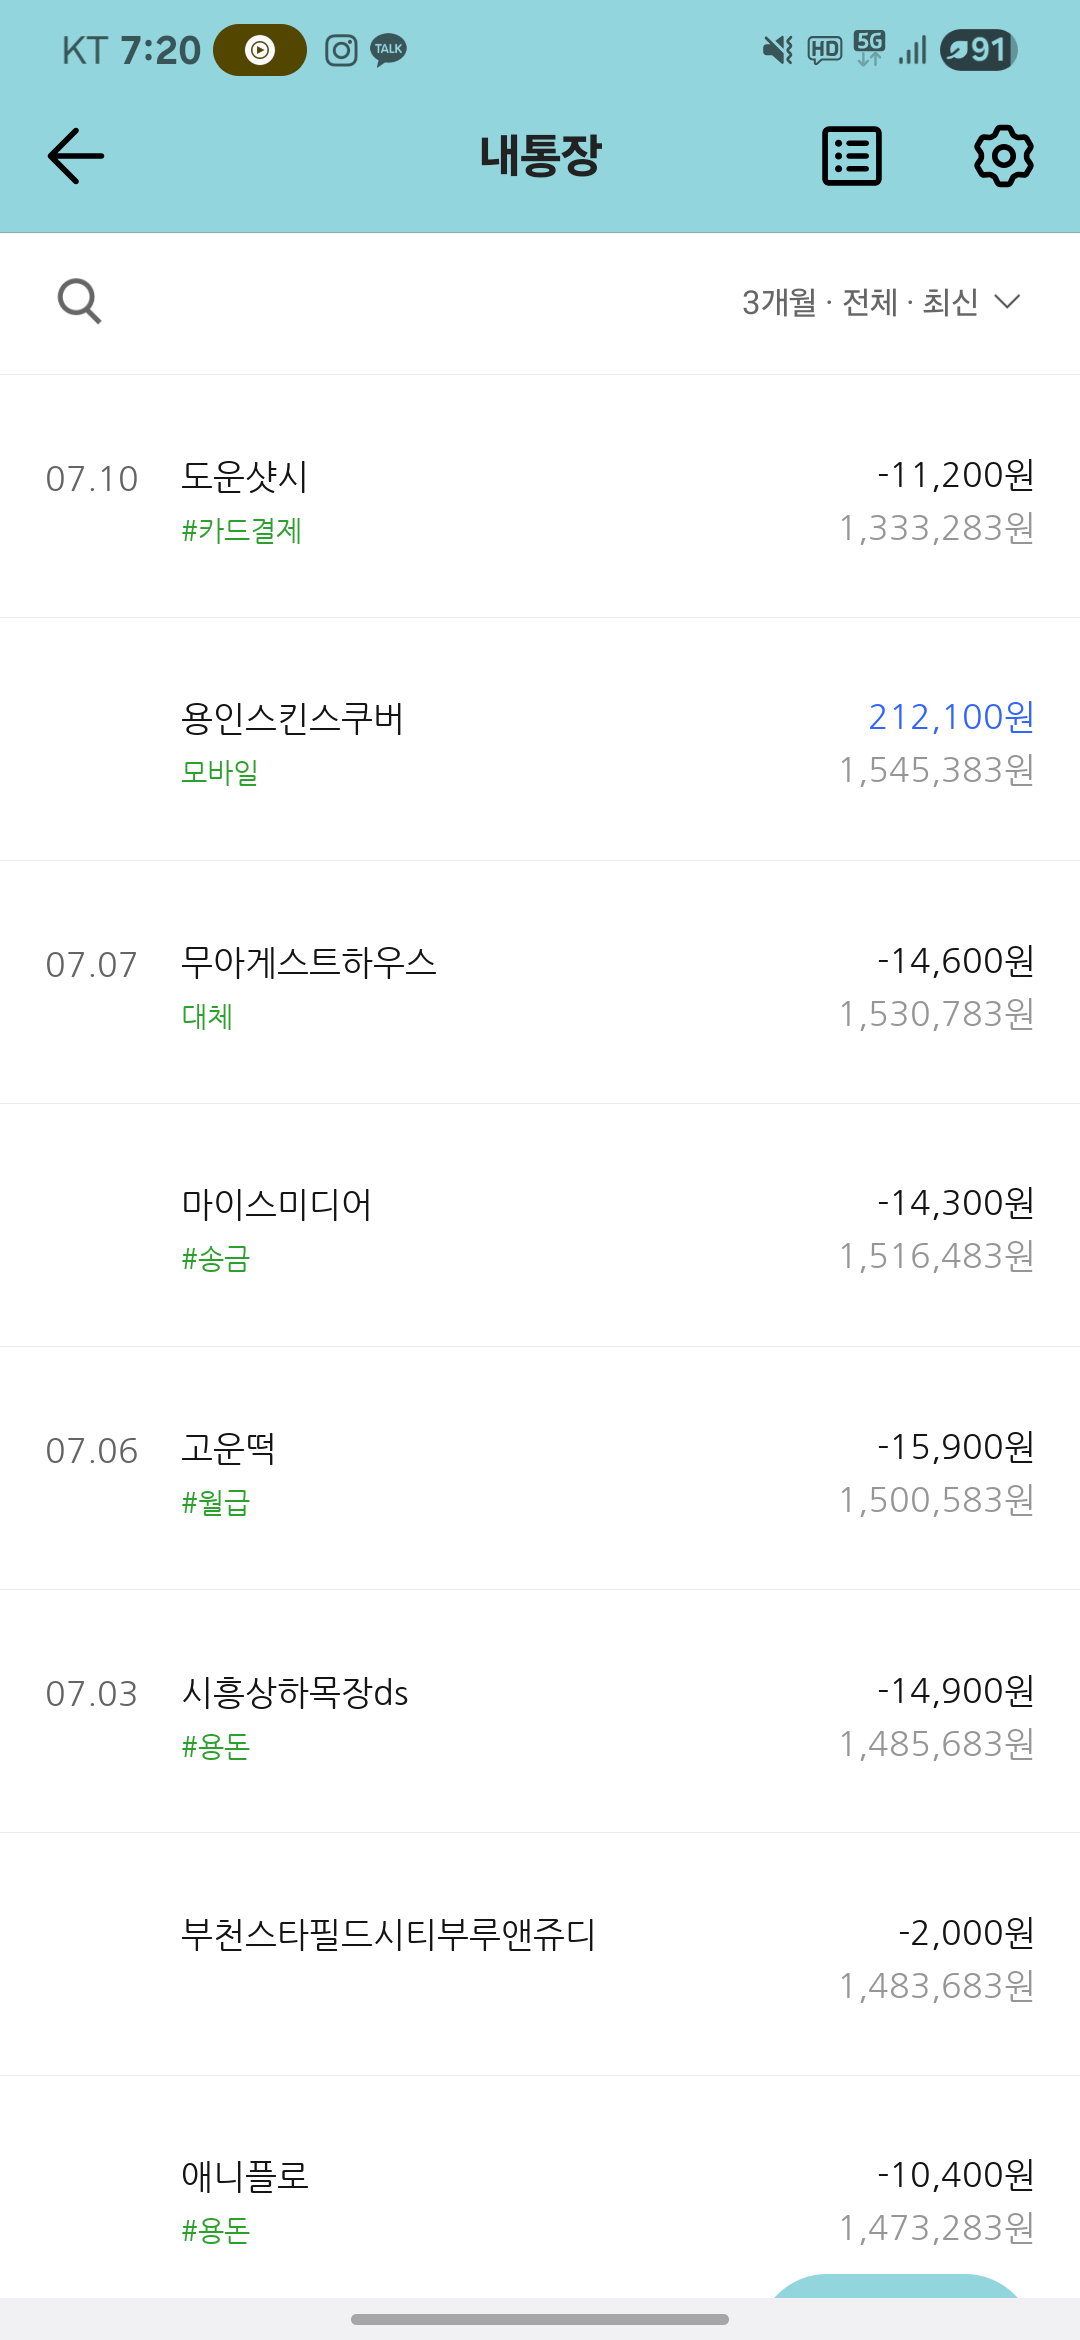 KT 7:20 TALK HD 5G 91
내통장
3개월 · 전체 · 최신
07.10 도운샷시 -11,200원
#카드결제 1,333,283원
용인스킨스쿠버 212,100원
모바일 1,545,383원
07.07 무아게스트하우스 -14,600원
대체 1,530,783원
마이스미디어 -14,300원
#송금 1,516,483원
07.06 고운떡 -15,900원
#월급 1,500,583원
07.03 시흥상하목장ds -14,900원
#용돈 1,485,683원
부천스타필드시티부루앤쥬디 -2,000원
1,483,683원
애니플로 -10,400원
#용돈 1,473,283원